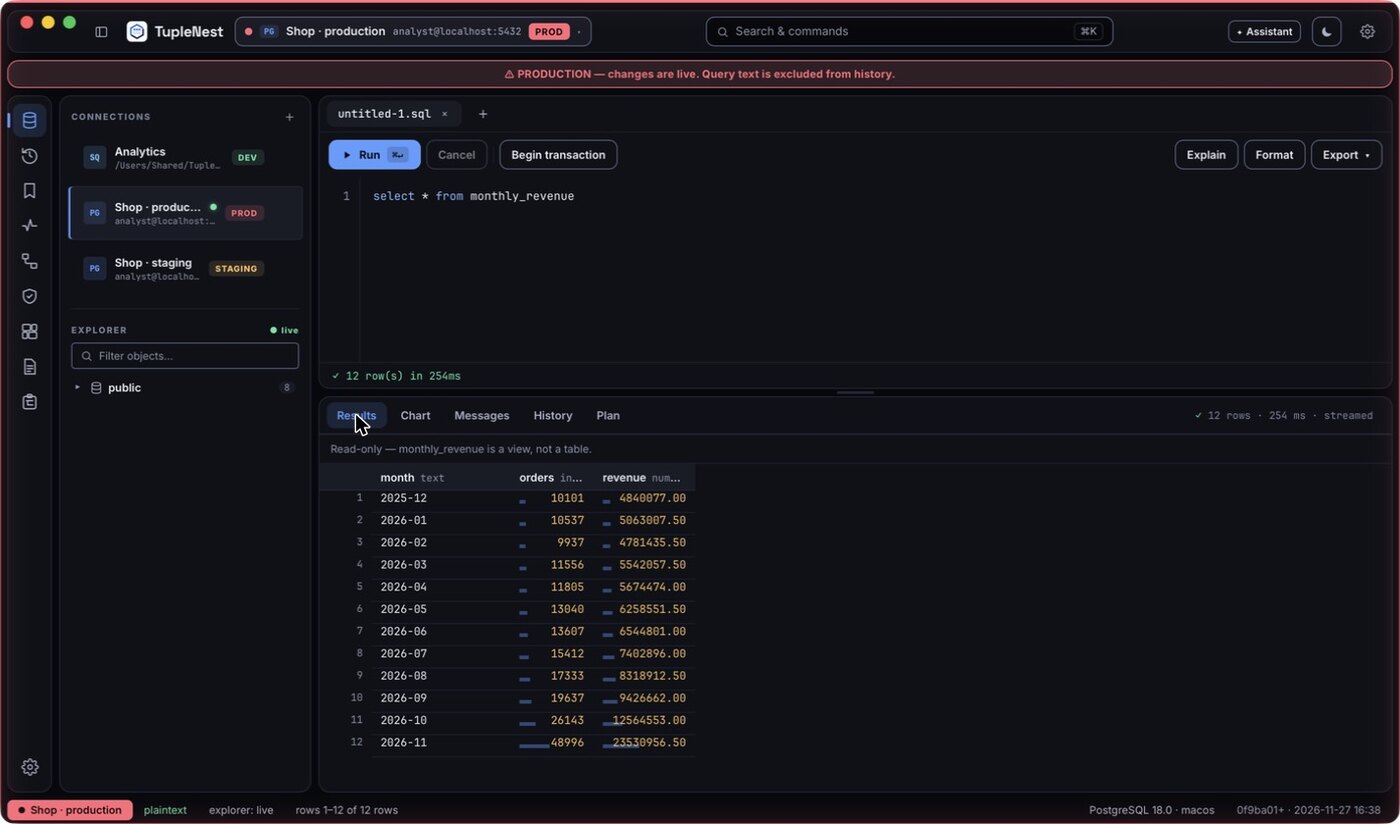 TupleNest PG Shop · production analyst@localhost:5432 PROD · Search & commands ⌘K Assistant
⚠ PRODUCTION — changes are live. Query text is excluded from history.
CONNECTIONS +
SQ Analytics DEV
/Users/Shared/Tuple…
PG Shop · produc… PROD
analyst@localhost:…
PG Shop · staging STAGING
analyst@localho…
EXPLORER live
Filter objects…
public 8
untitled-1.sql × +
Run ⌘↵ Cancel Begin transaction Explain Format Export
1 select * from monthly_revenue
✓ 12 row(s) in 254ms
Results Chart Messages History Plan ✓ 12 rows · 254 ms · streamed
Read-only — monthly_revenue is a view, not a table.
month text orders in… revenue num…
1 2025-12 10101 4840077.00
2 2026-01 10537 5063007.50
3 2026-02 9937 4781435.50
4 2026-03 11556 5542057.50
5 2026-04 11805 5674474.00
6 2026-05 13040 6258551.50
7 2026-06 13607 6544801.00
8 2026-07 15412 7402896.00
9 2026-08 17333 8318912.50
10 2026-09 19637 9426662.00
11 2026-10 26143 12564553.00
12 2026-11 48996 23530956.50
Shop · production plaintext explorer: live rows 1–12 of 12 rows PostgreSQL 18.0 · macos 0f9ba01+ · 2026-11-27 16:38